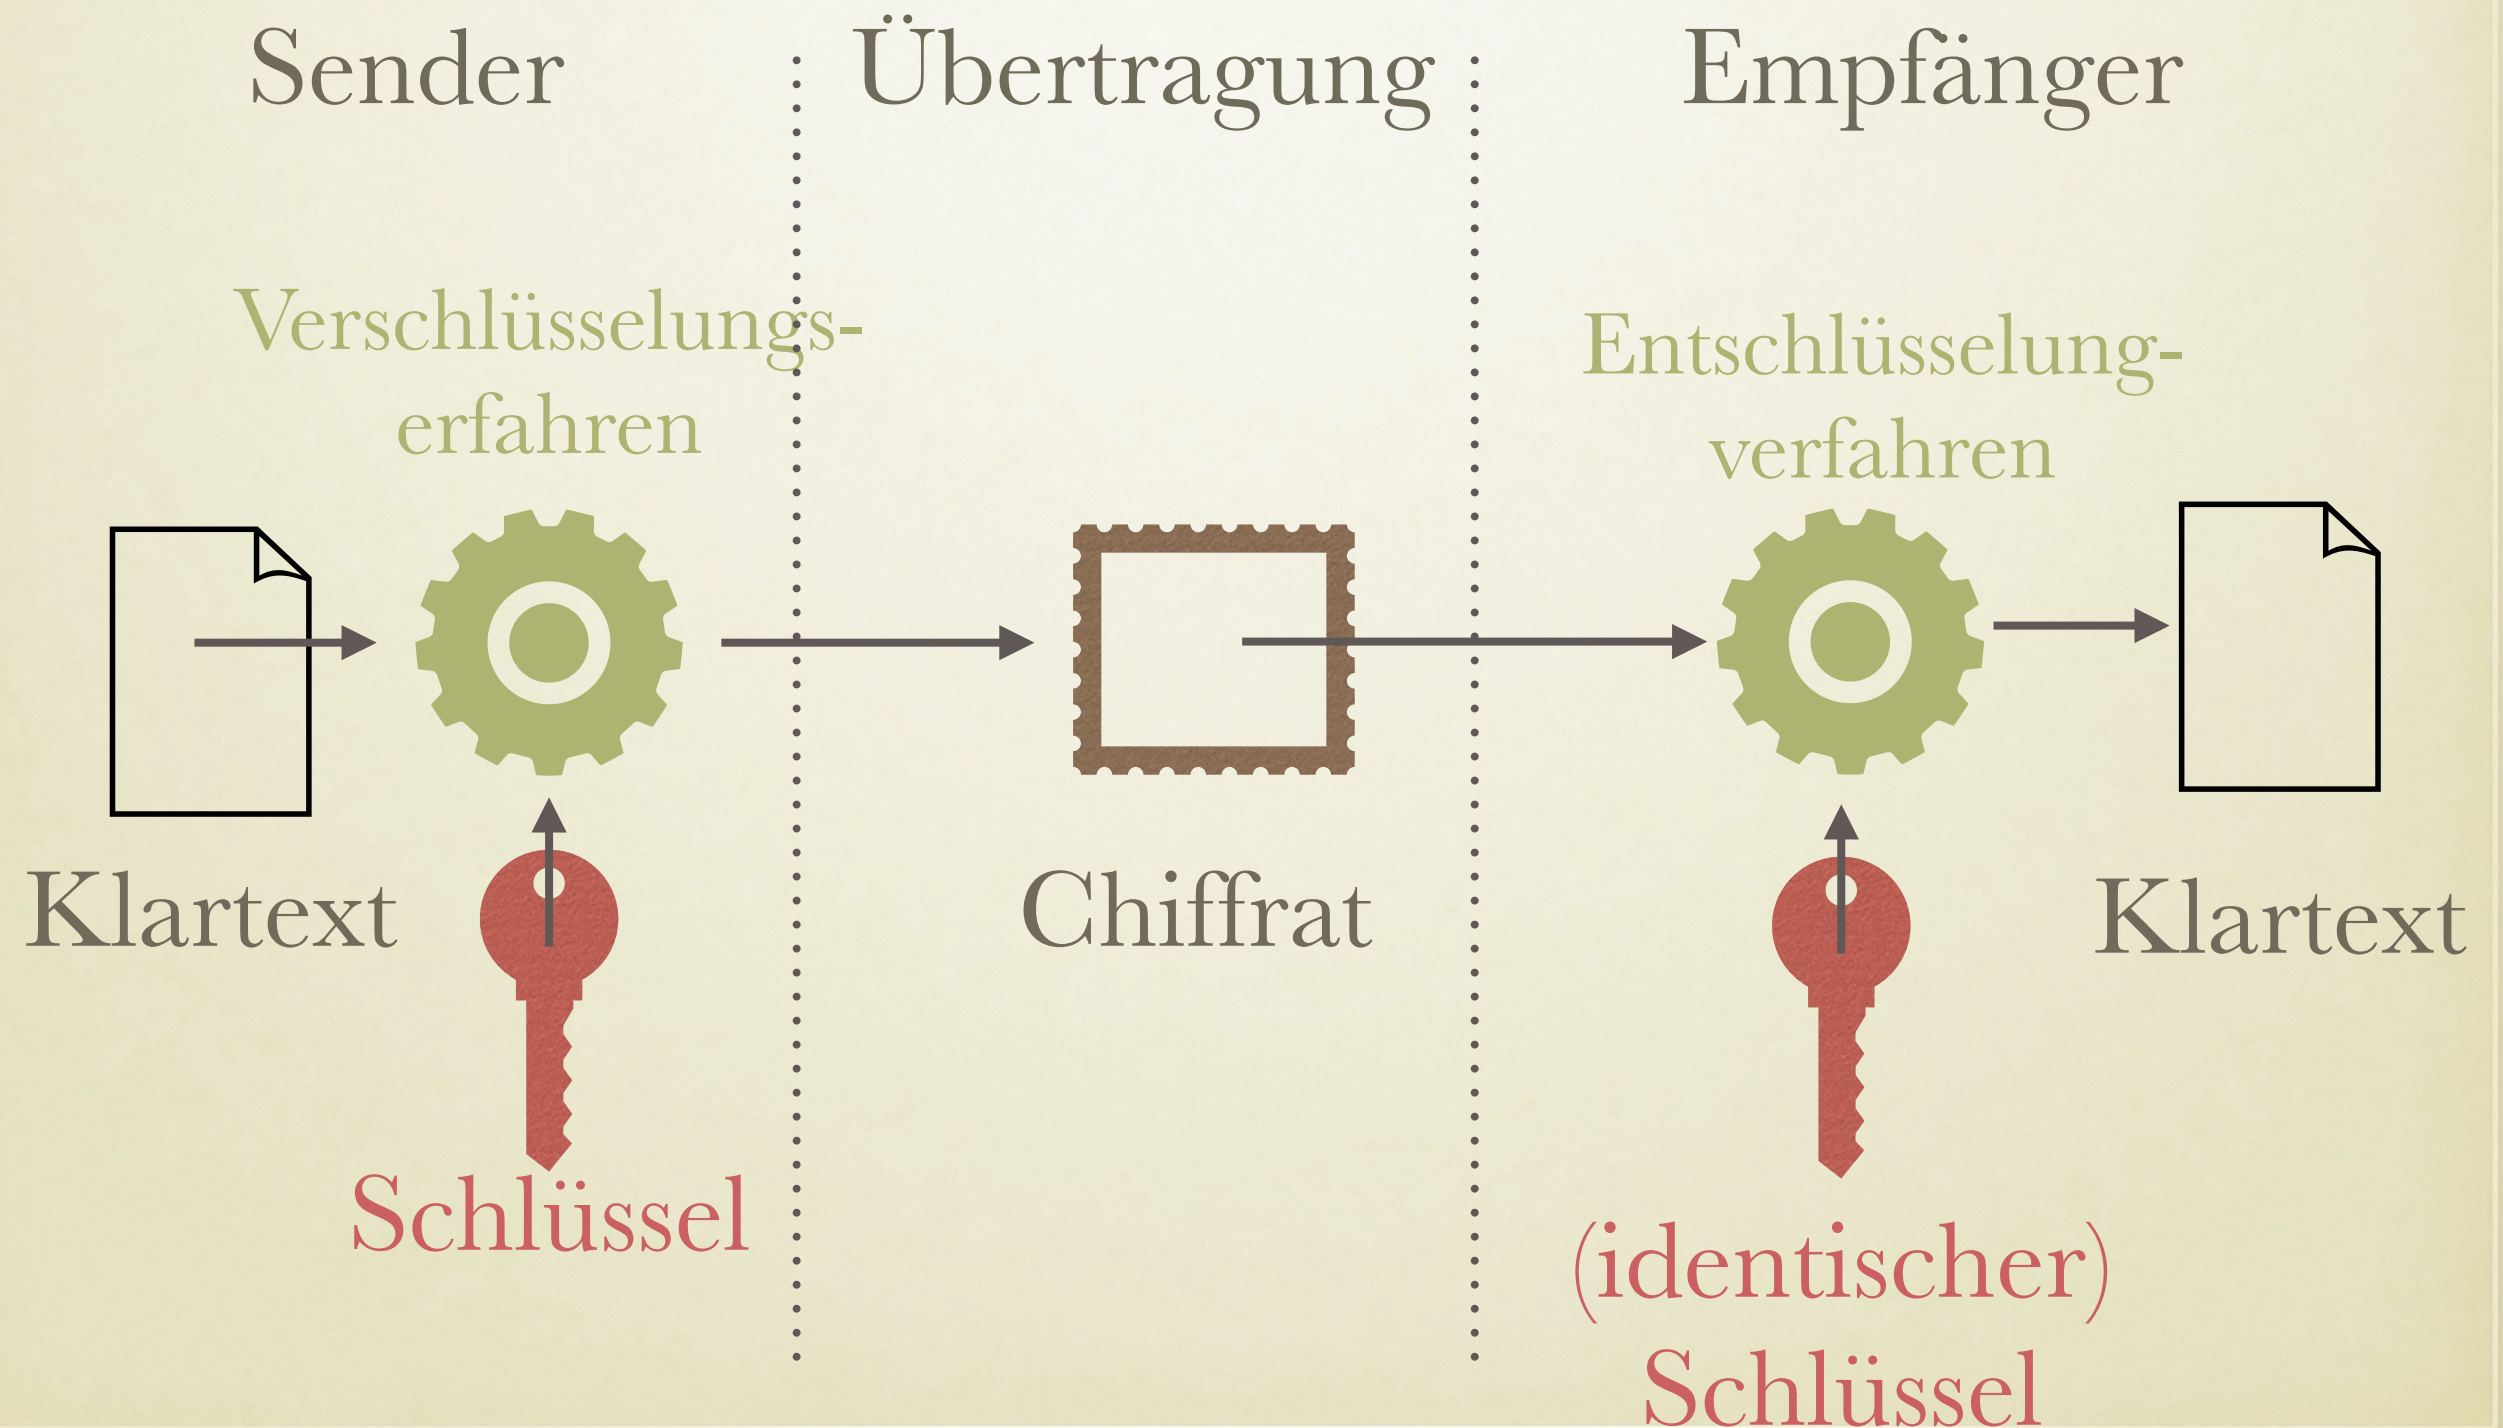 Sender
Übertragung
Empfänger
Verschlüsselungs-
erfahren
Entschlüsselung-
verfahren
Klartext
Chiffrat
Klartext
Schlüssel
(identischer)
Schlüssel